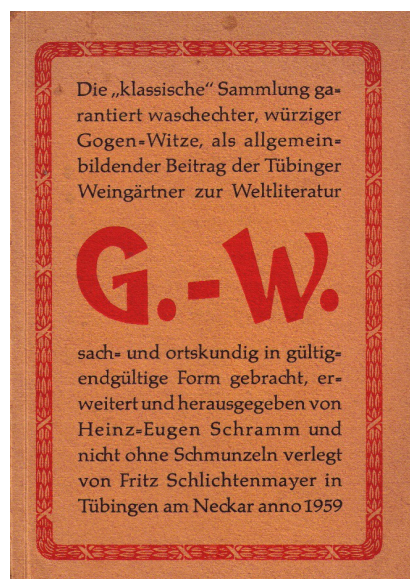 Die „klassische“ Sammlung ga=
rantiert waschechter, würziger
Gogen=Witze, als allgemein=
bildender Beitrag der Tübinger
Weingärtner zur Weltliteratur
G.-W.
sach= und ortskundig in gültig=
endgültige Form gebracht, er=
weitert und herausgegeben von
Heinz=Eugen Schramm und
nicht ohne Schmunzeln verlegt
von Fritz Schlichtenmayer in
Tübingen am Neckar anno 1959